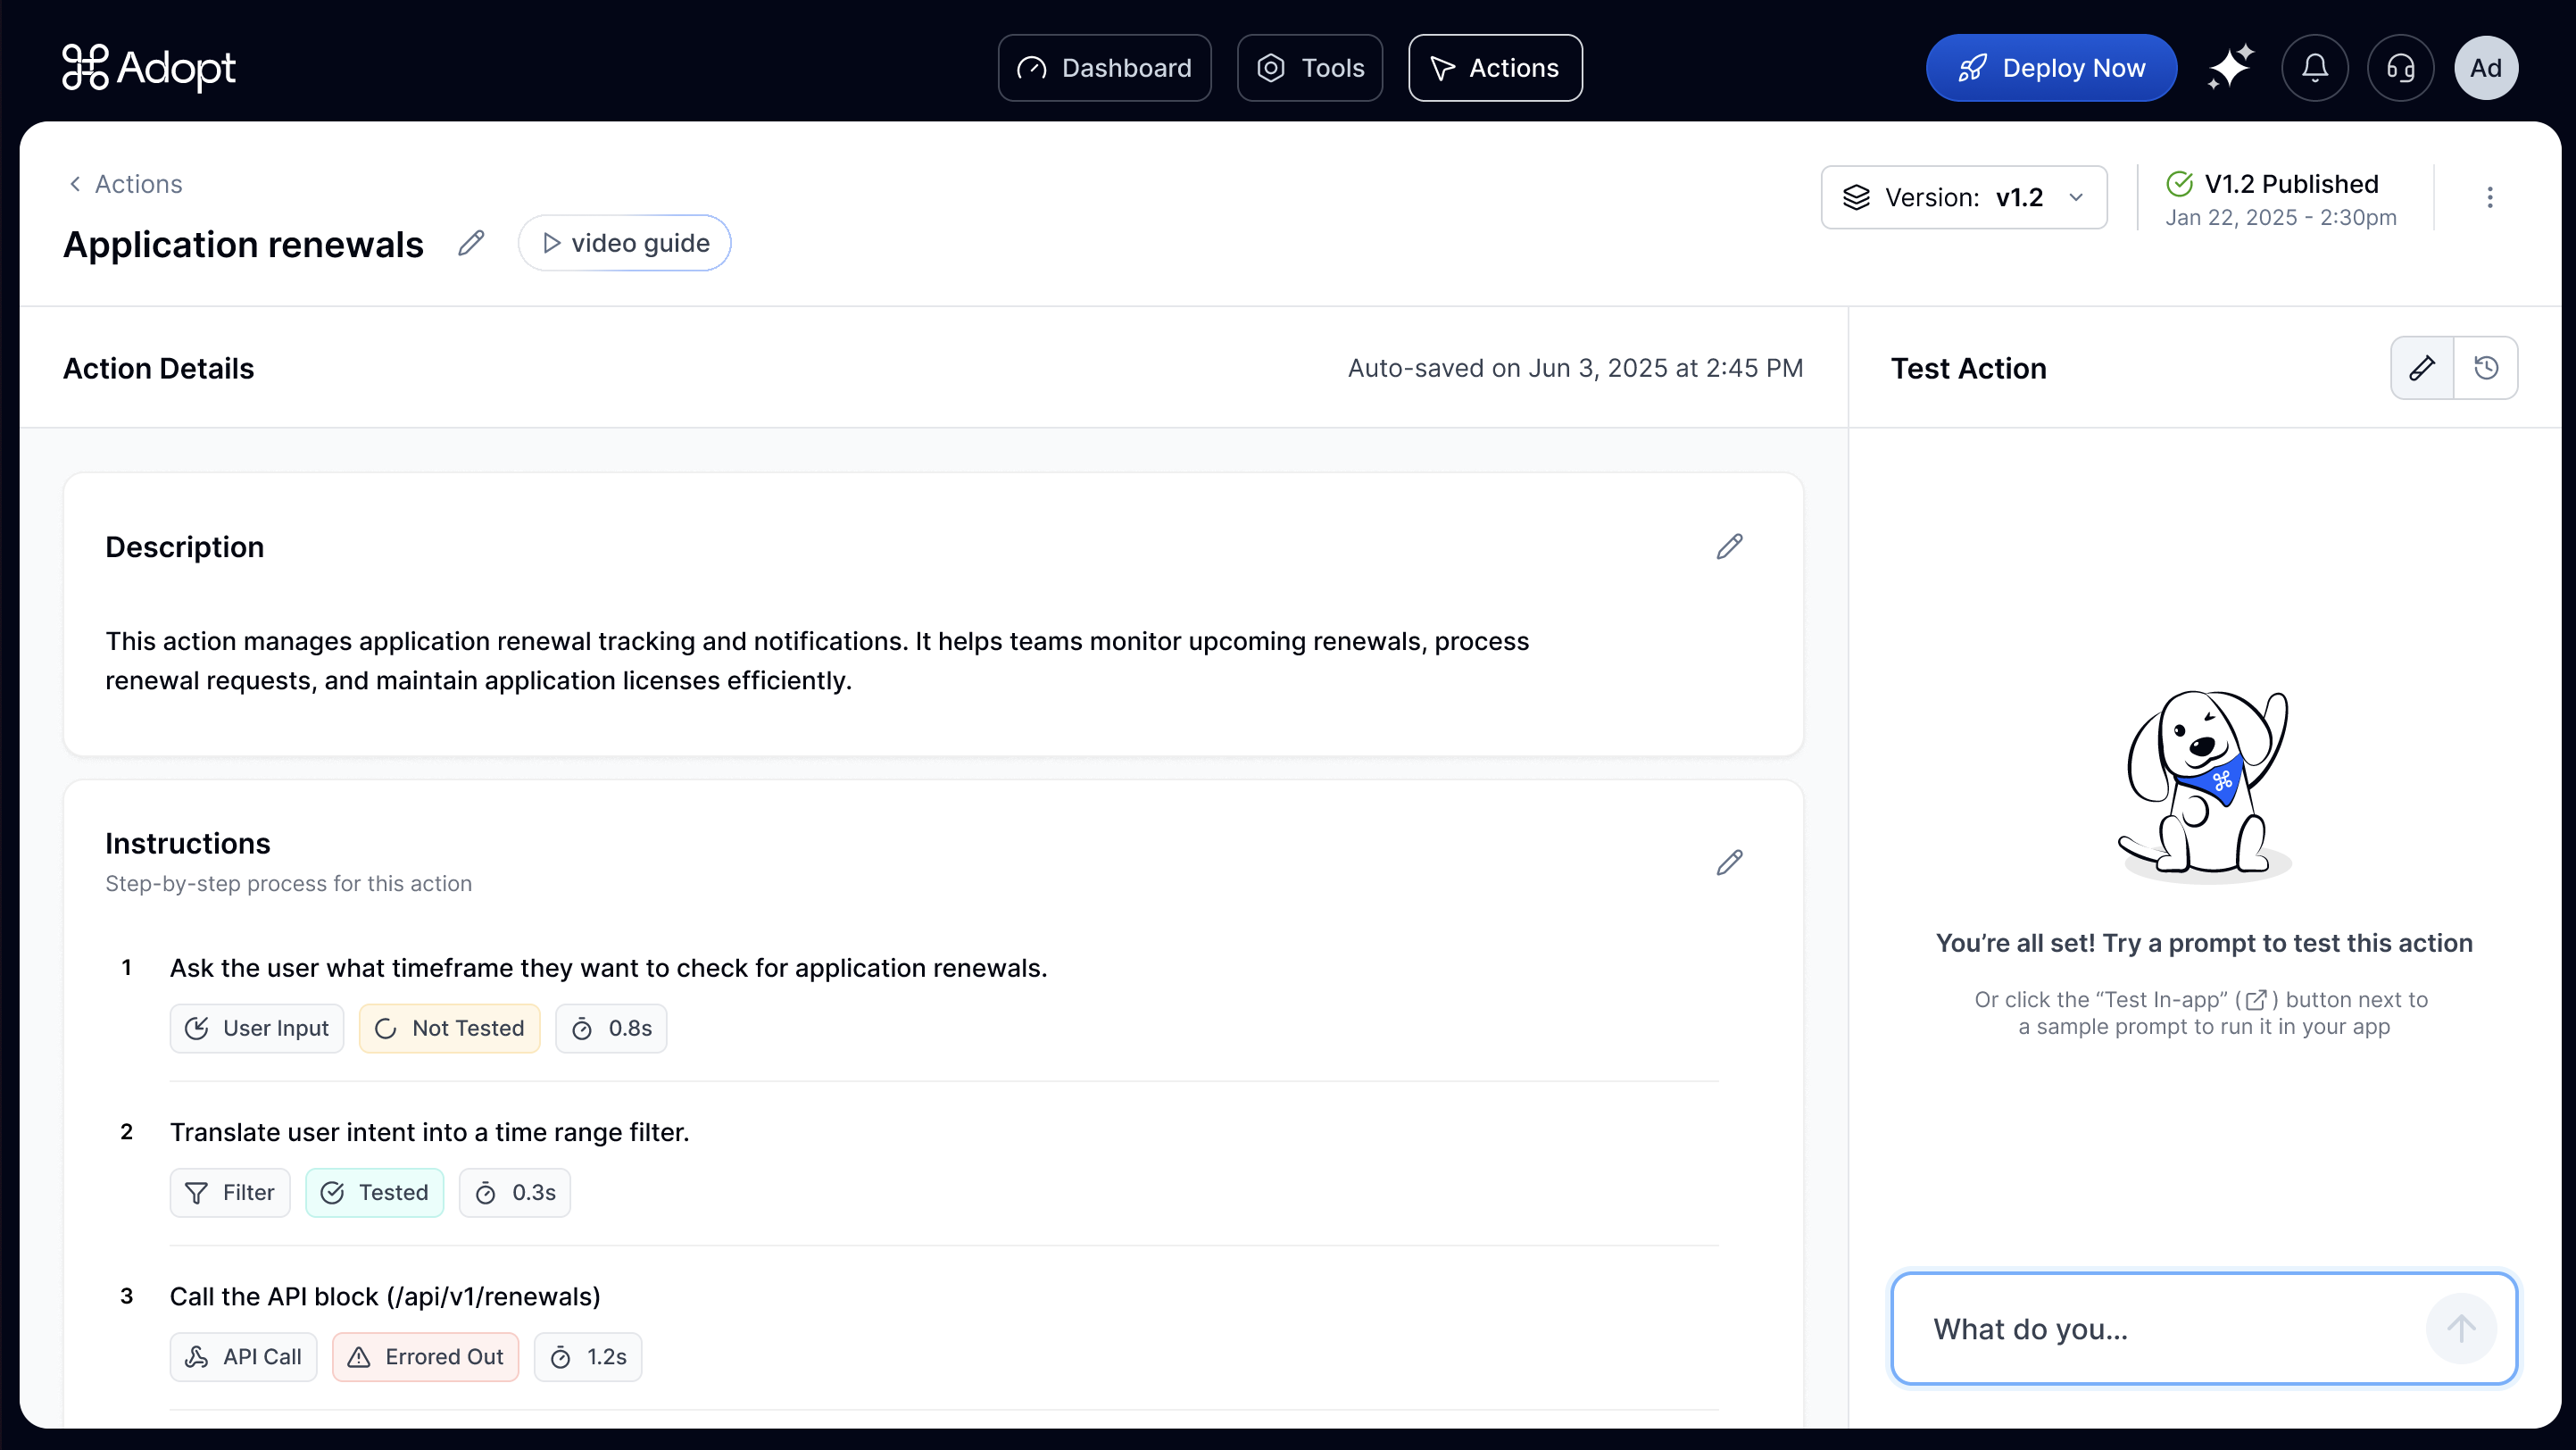 Adopt
Dashboard
Tools
Actions
Deploy Now
Ad
Actions
Application renewals
video guide
Version: v1.2
V1.2 Published
Jan 22, 2025 - 2:30pm
Action Details
Auto-saved on Jun 3, 2025 at 2:45 PM
Description
This action manages application renewal tracking and notifications. It helps teams monitor upcoming renewals, process
renewal requests, and maintain application licenses efficiently.
Instructions
Step-by-step process for this action
1 Ask the user what timeframe they want to check for application renewals.
User Input Not Tested 0.8s
2 Translate user intent into a time range filter.
Filter Tested 0.3s
3 Call the API block (/api/v1/renewals)
API Call Errored Out 1.2s
Test Action
You’re all set! Try a prompt to test this action
Or click the “Test In-app” ( ) button next to
a sample prompt to run it in your app
What do you...